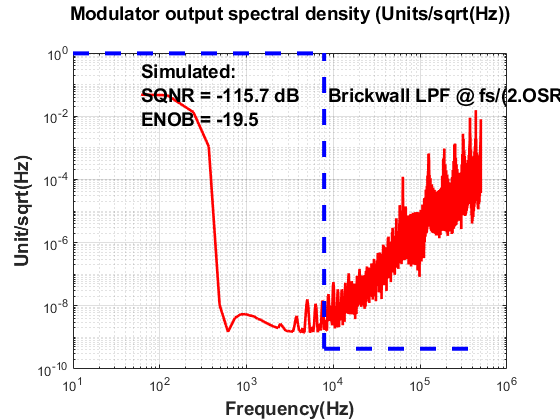 Modulator output spectral density (Units/sqrt(Hz))
10^0
Simulated:
SQNR = -115.7 dB
Brickwall LPF @ fs/(2.OSR
ENOB = -19.5
10^-2
10^-4
10^-6
10^-8
10^-10
Unit/sqrt(Hz)
10^1
10^2
10^3
10^4
10^5
10^6
Frequency(Hz)